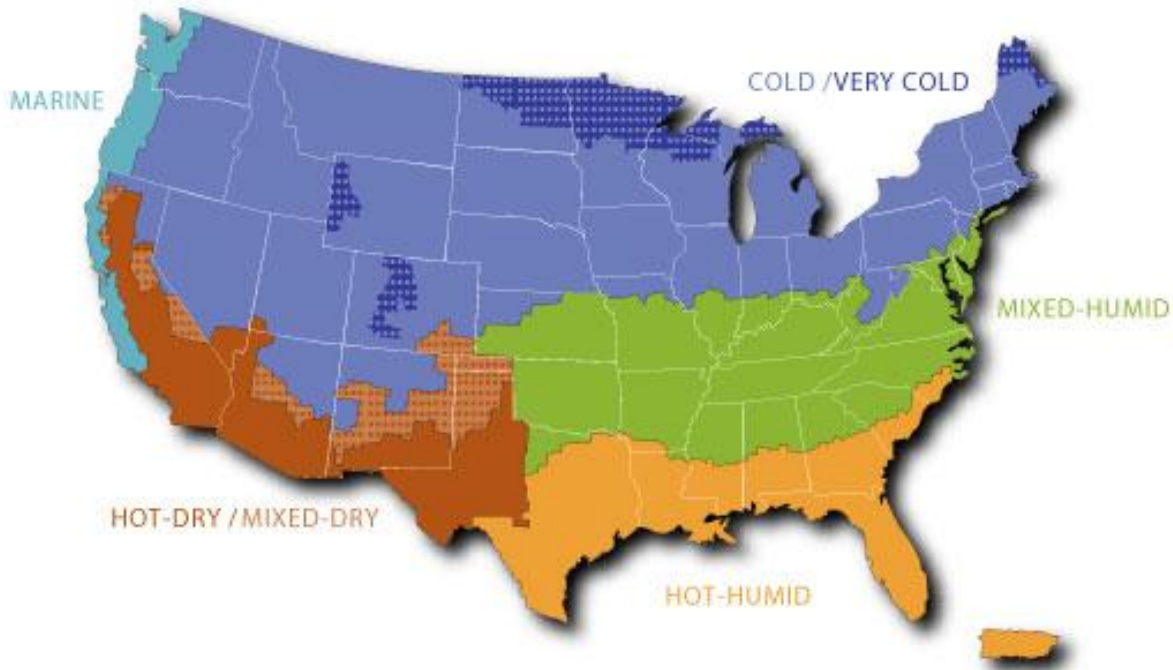 COLD /VERY COLD
MARINE
MIXED-HUMID
HOT-DRY /MIXED-DRY
HOT-HUMID